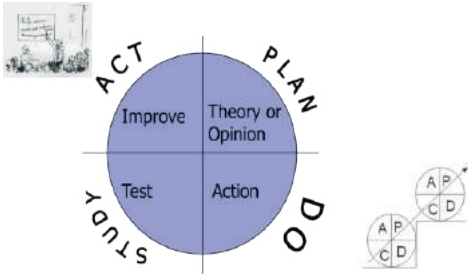 ACT
PLAN
Improve
Theory or
Opinion
Test
Action
STUDY
DO
A P
C D
A P
C D